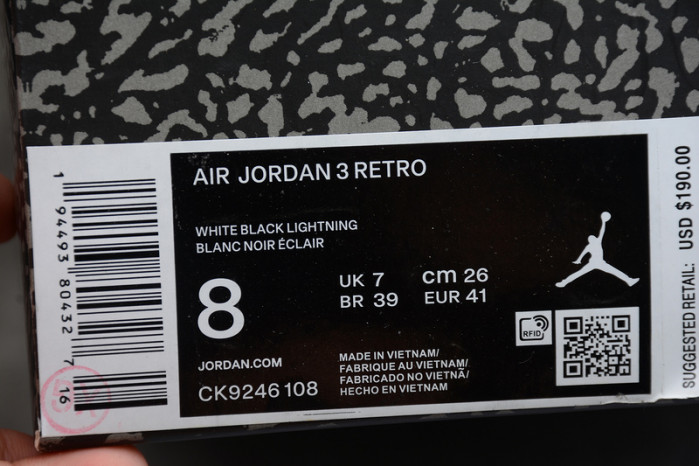 AIR JORDAN 3 RETRO
WHITE BLACK LIGHTNING
BLANC NOIR ÉCLAIR
8
UK 7
BR 39
cm 26
EUR 41
JORDAN.COM
CK9246 108
MADE IN VIETNAM/
FABRIQUE AU VIETNAM/
FABRICADO NO VIETNÃ/
HECHO EN VIETNAM
RFID
SUGGESTED RETAIL: USD $190.00
1 94493 80432 7
16